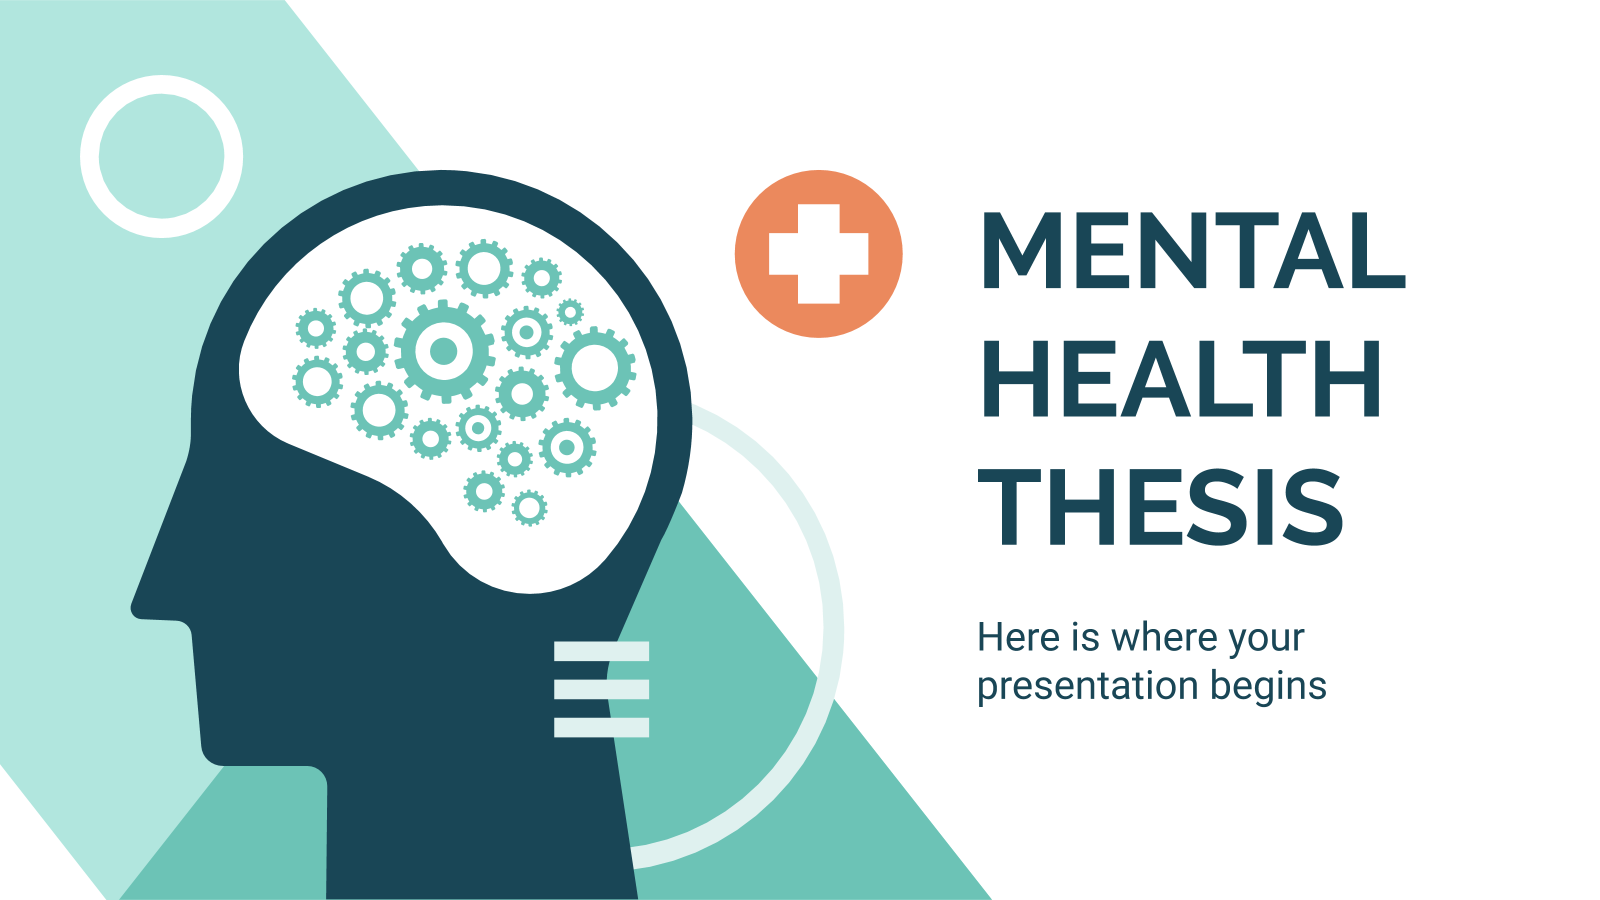 MENTAL
HEALTH
THESIS
Here is where your
presentation begins